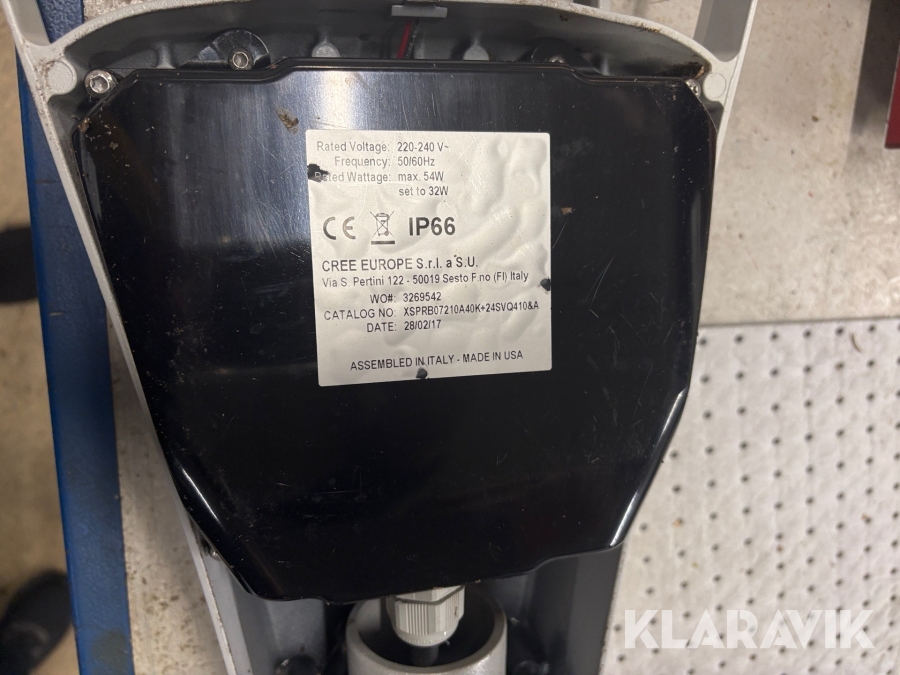 Rated Voltage: 220-240 V~
Frequency: 50/60Hz
Rated Wattage: max. 54W
set to 32W
CE IP66
CREE EUROPE S.r.l. a S.U.
Via S. Pertini 122 - 50019 Sesto F.no (FI) Italy
WO#: 3269542
CATALOG NO: XSPRB07210A40K+24SVQ410&A
DATE: 28/02/17
ASSEMBLED IN ITALY - MADE IN USA
KLARAVIK